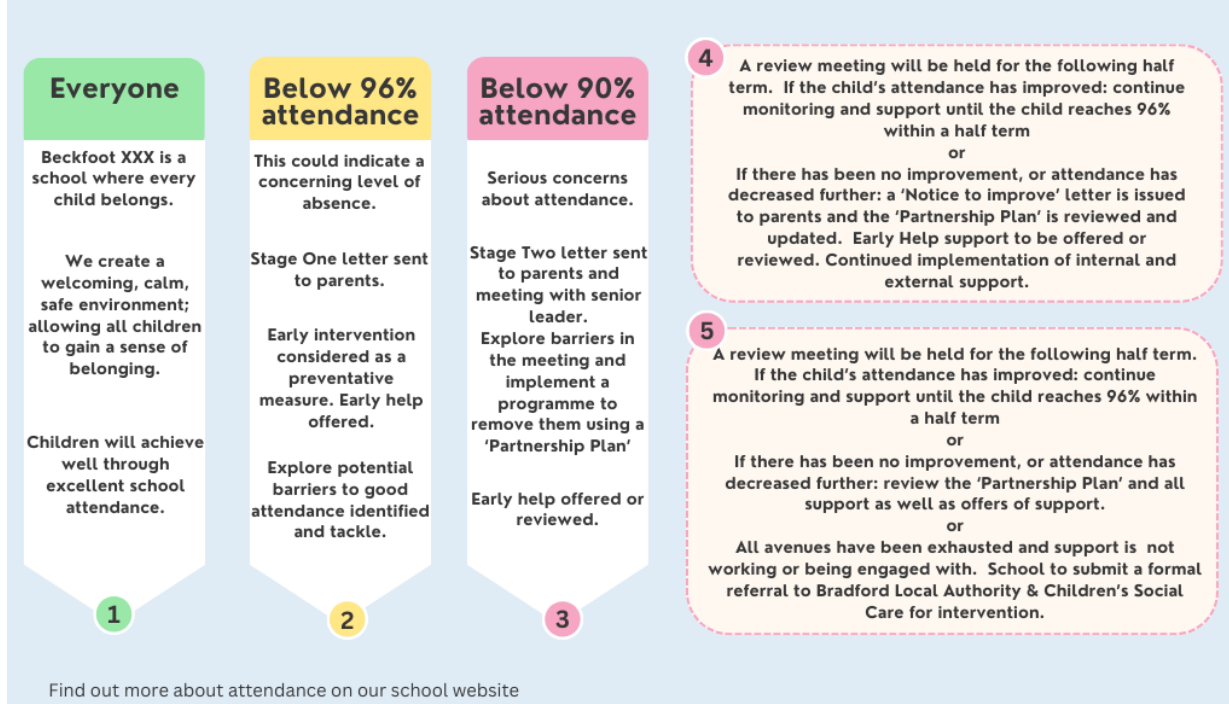 Everyone
Beckfoot XXX is a
school where every
child belongs.
We create a
welcoming, calm,
safe environment;
allowing all children
to gain a sense of
belonging.
Children will achieve
well through
excellent school
attendance.
1
Below 96%
attendance
This could indicate a
concerning level of
absence.
Stage One letter sent
to parents.
Early intervention
considered as a
preventative
measure. Early help
offered.
Explore potential
barriers to good
attendance identified
and tackle.
2
Below 90%
attendance
Serious concerns
about attendance.
Stage Two letter sent
to parents and
meeting with senior
leader.
Explore barriers in
the meeting and
implement a
programme to
remove them using a
‘Partnership Plan’
Early help offered or
reviewed.
3
4
A review meeting will be held for the following half
term.  If the child’s attendance has improved: continue
monitoring and support until the child reaches 96%
within a half term
or
If there has been no improvement, or attendance has
decreased further: a ‘Notice to improve’ letter is issued
to parents and the ‘Partnership Plan’ is reviewed and
updated.  Early Help support to be offered or
reviewed. Continued implementation of internal and
external support.
5
A review meeting will be held for the following half term.
If the child’s attendance has improved: continue
monitoring and support until the child reaches 96% within
a half term
or
If there has been no improvement, or attendance has
decreased further: review the ‘Partnership Plan’ and all
support as well as offers of support.
or
All avenues have been exhausted and support is  not
working or being engaged with.  School to submit a formal
referral to Bradford Local Authority & Children’s Social
Care for intervention.
Find out more about attendance on our school website